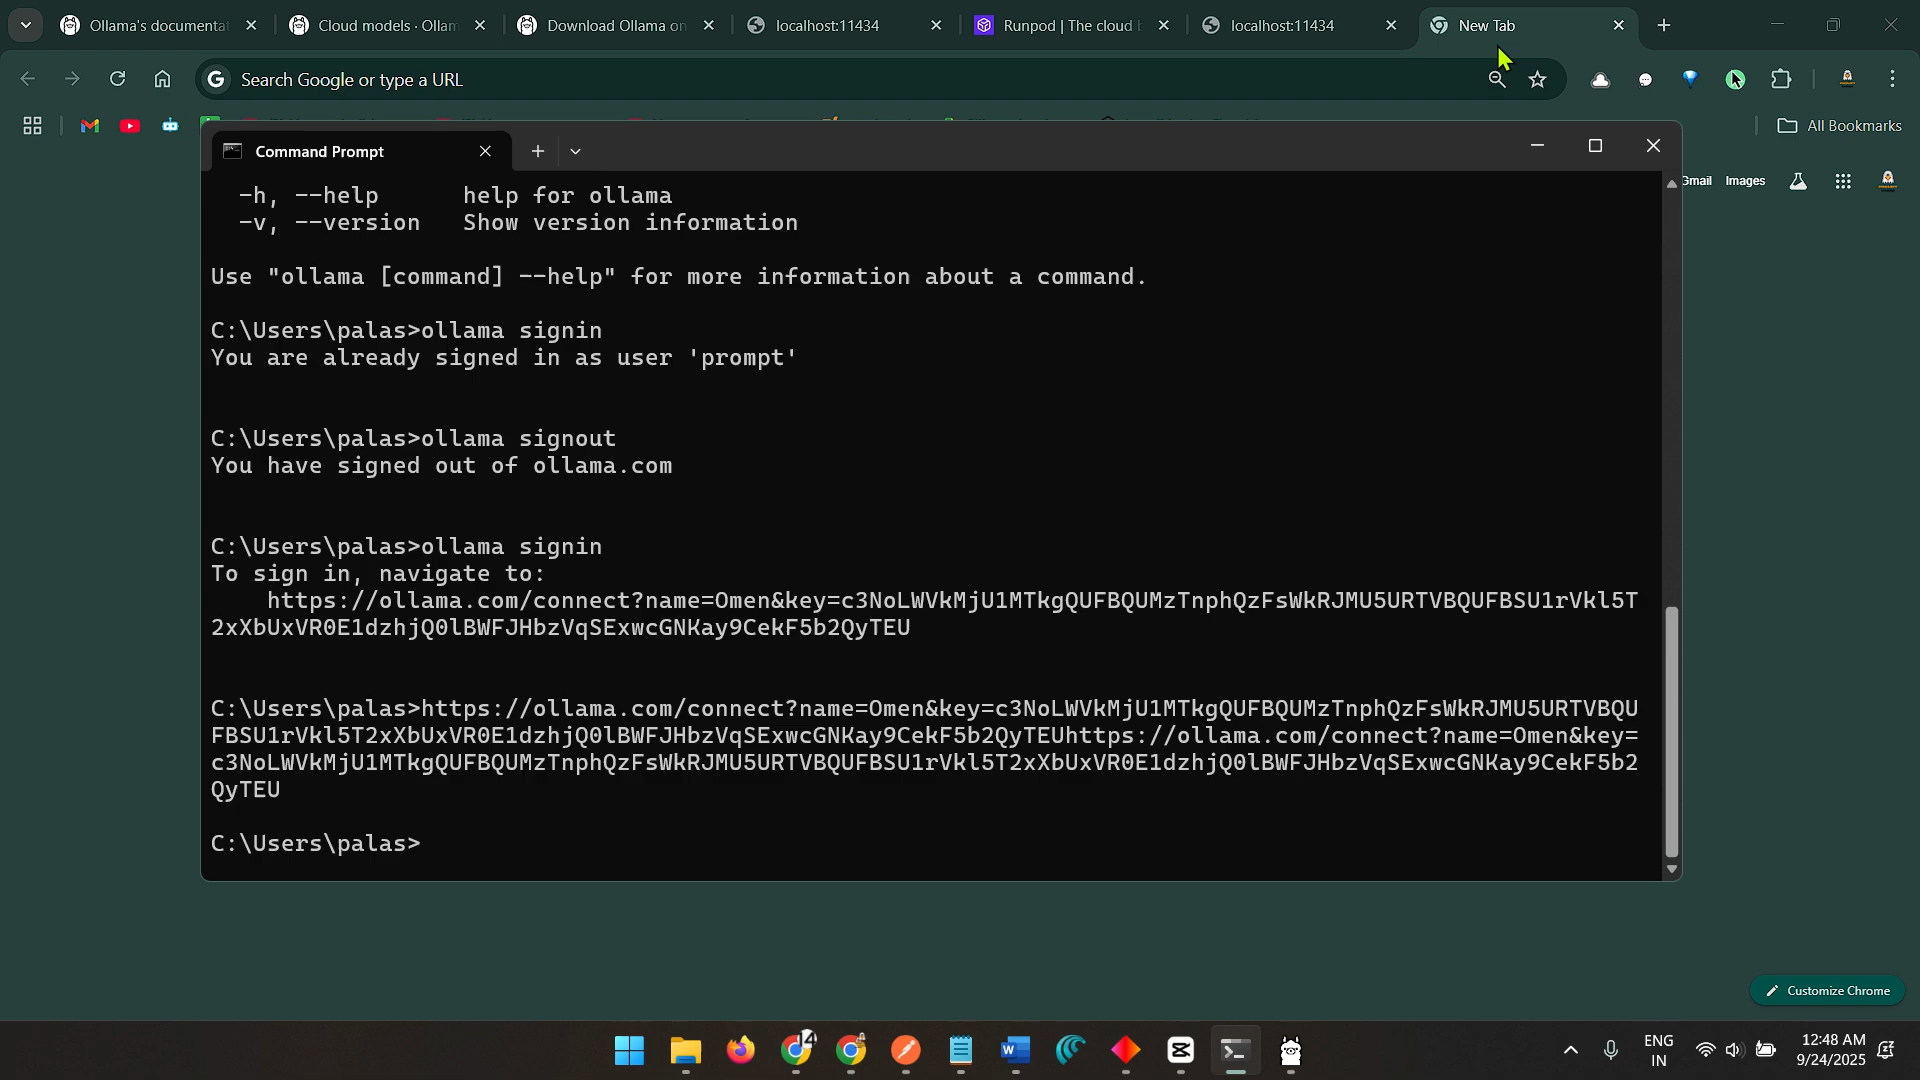 Ollama's documentat
Cloud models · Ollam
Download Ollama on
localhost:11434
Runpod | The cloud b
localhost:11434
New Tab
Search Google or type a URL
All Bookmarks
Command Prompt
Gmail
Images
-h, --help      help for ollama
-v, --version   Show version information
Use "ollama [command] --help" for more information about a command.
C:\Users\palas>ollama signin
You are already signed in as user 'prompt'
C:\Users\palas>ollama signout
You have signed out of ollama.com
C:\Users\palas>ollama signin
To sign in, navigate to:
https://ollama.com/connect?name=Omen&key=c3NoLWVkMjU1MTkgQUFBQUMzTnphQzFsWkRJMU5URTVBQUFBSU1rVkl5T
2xXbUxVR0E1dzhjQ0lBWFJHbzVqSExwcGNKay9CekF5b2QyTEU
C:\Users\palas>https://ollama.com/connect?name=Omen&key=c3NoLWVkMjU1MTkgQUFBQUMzTnphQzFsWkRJMU5URTVBQU
FBSU1rVkl5T2xXbUxVR0E1dzhjQ0lBWFJHbzVqSExwcGNKay9CekF5b2QyTEUhttps://ollama.com/connect?name=Omen&key=
c3NoLWVkMjU1MTkgQUFBQUMzTnphQzFsWkRJMU5URTVBQUFBSU1rVkl5T2xXbUxVR0E1dzhjQ0lBWFJHbzVqSExwcGNKay9CekF5b2
QyTEU
C:\Users\palas>
Customize Chrome
ENG
IN
12:48 AM
9/24/2025